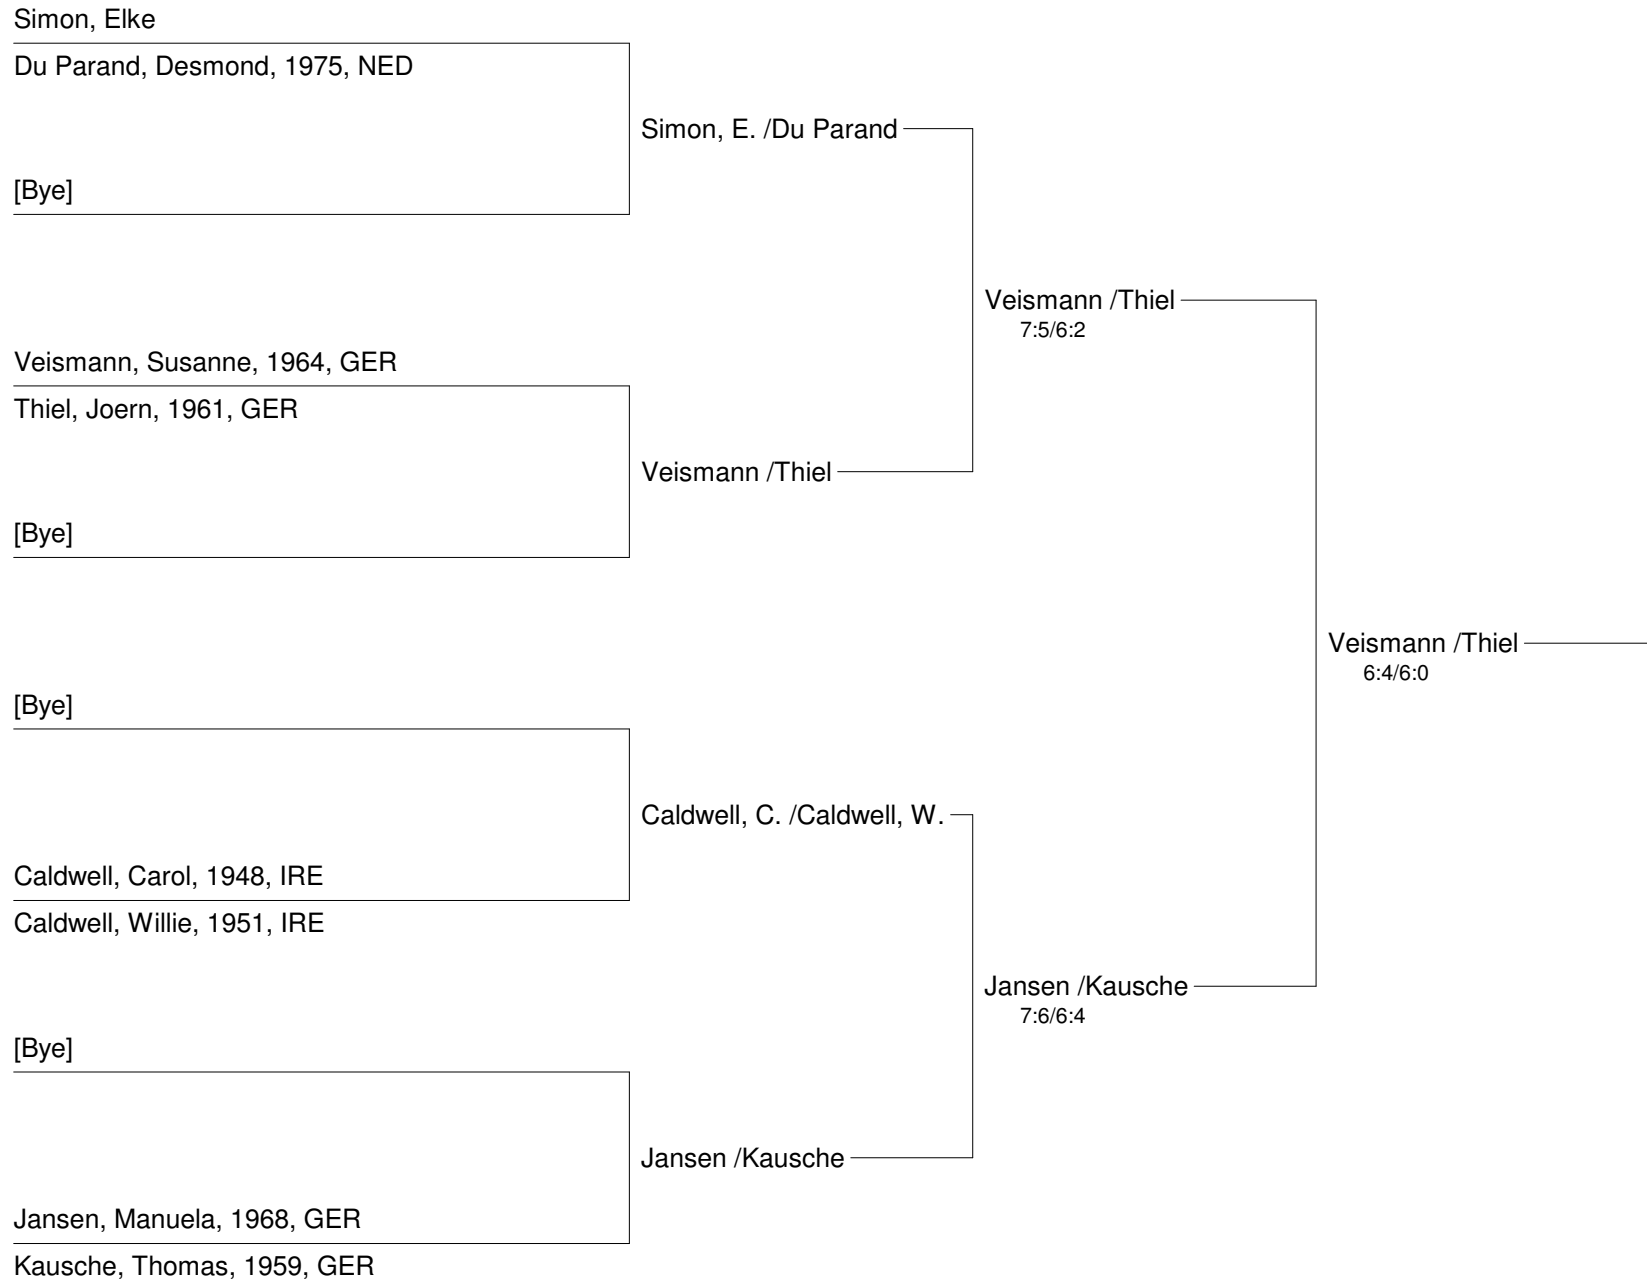 Simon, Elke
Du Parand, Desmond, 1975, NED
Simon, E. /Du Parand
[Bye]
Veismann /Thiel
7:5/6:2
Veismann, Susanne, 1964, GER
Thiel, Joern, 1961, GER
Veismann /Thiel
[Bye]
Veismann /Thiel
6:4/6:0
[Bye]
Caldwell, C. /Caldwell, W.
Caldwell, Carol, 1948, IRE
Caldwell, Willie, 1951, IRE
Jansen /Kausche
7:6/6:4
[Bye]
Jansen /Kausche
Jansen, Manuela, 1968, GER
Kausche, Thomas, 1959, GER